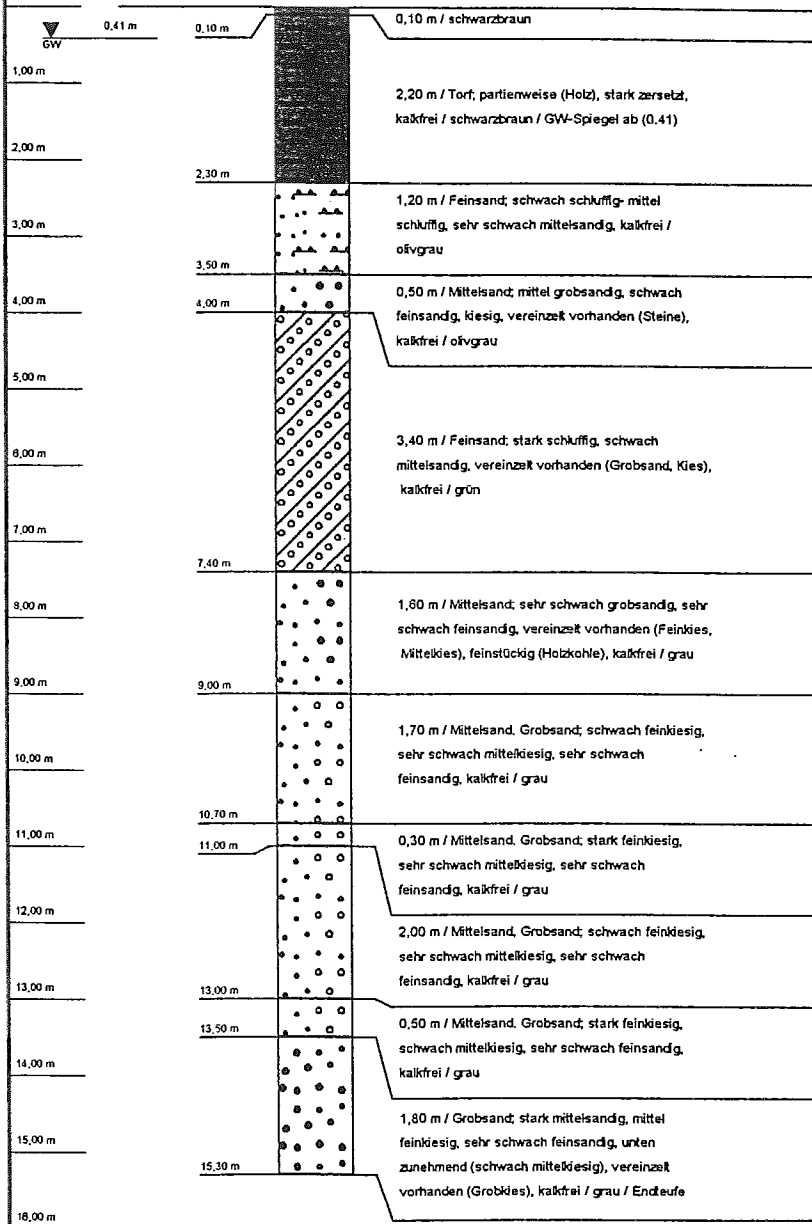 0,41 m
GW
0,10 m
0,10 m / schwarzbraun
1,00 m
2,20 m / Torf; partienweise (Holz), stark zersetzt,
kalkfrei / schwarzbraun / GW-Spiegel ab (0.41)
2,00 m
2,30 m
1,20 m / Feinsand; schwach schluffig- mittel
schluffig, sehr schwach mittelsandig, kalkfrei /
olivgrau
3,00 m
3,50 m
0,50 m / Mittelsand; mittel grobsandig, schwach
feinsandig, kiesig, vereinzelt vorhanden (Steine),
kalkfrei / olivgrau
4,00 m
4,00 m
5,00 m
3,40 m / Feinsand; stark schluffig, schwach
mittelsandig, vereinzelt vorhanden (Grobsand, Kies),
kalkfrei / grün
6,00 m
7,00 m
7,40 m
1,60 m / Mittelsand; sehr schwach grobsandig, sehr
schwach feinsandig, vereinzelt vorhanden (Feinkies,
Mittelkies), feinstückig (Holzkohle), kalkfrei / grau
8,00 m
9,00 m
9,00 m
1,70 m / Mittelsand, Grobsand; schwach feinkiesig,
sehr schwach mittelkiesig, sehr schwach
feinsandig, kalkfrei / grau
10,00 m
10,70 m
11,00 m
11,00 m
0,30 m / Mittelsand, Grobsand; stark feinkiesig,
sehr schwach mittelkiesig, sehr schwach
feinsandig, kalkfrei / grau
12,00 m
2,00 m / Mittelsand, Grobsand; schwach feinkiesig,
sehr schwach mittelkiesig, sehr schwach
feinsandig, kalkfrei / grau
13,00 m
13,00 m
0,50 m / Mittelsand, Grobsand; stark feinkiesig,
schwach mittelkiesig, sehr schwach feinsandig,
kalkfrei / grau
13,50 m
14,00 m
1,80 m / Grobsand; stark mittelsandig, mittel
feinkiesig, sehr schwach feinsandig, unten
zunehmend (schwach mittelkiesig), vereinzelt
vorhanden (Grobkies), kalkfrei / grau / Endteufe
15,00 m
15,30 m
16,00 m